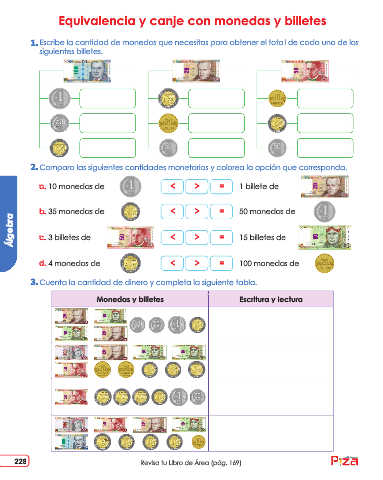 Equivalencia y canje con monedas y billetes
1. Escribe la cantidad de monedas que necesitas para obtener el total de cada uno de los
siguientes billetes.
2. Compara las siguientes cantidades monetarias y colorea la opción que corresponda.
a. 10 monedas de < > = 1 billete de
b. 35 monedas de < > = 50 monedas de
c. 3 billetes de < > = 15 billetes de
d. 4 monedas de < > = 100 monedas de
3. Cuenta la cantidad de dinero y completa la siguiente tabla.
Monedas y billetes Escritura y lectura
Álgebra
228
Revisa tu Libro de Área (pág. 169)